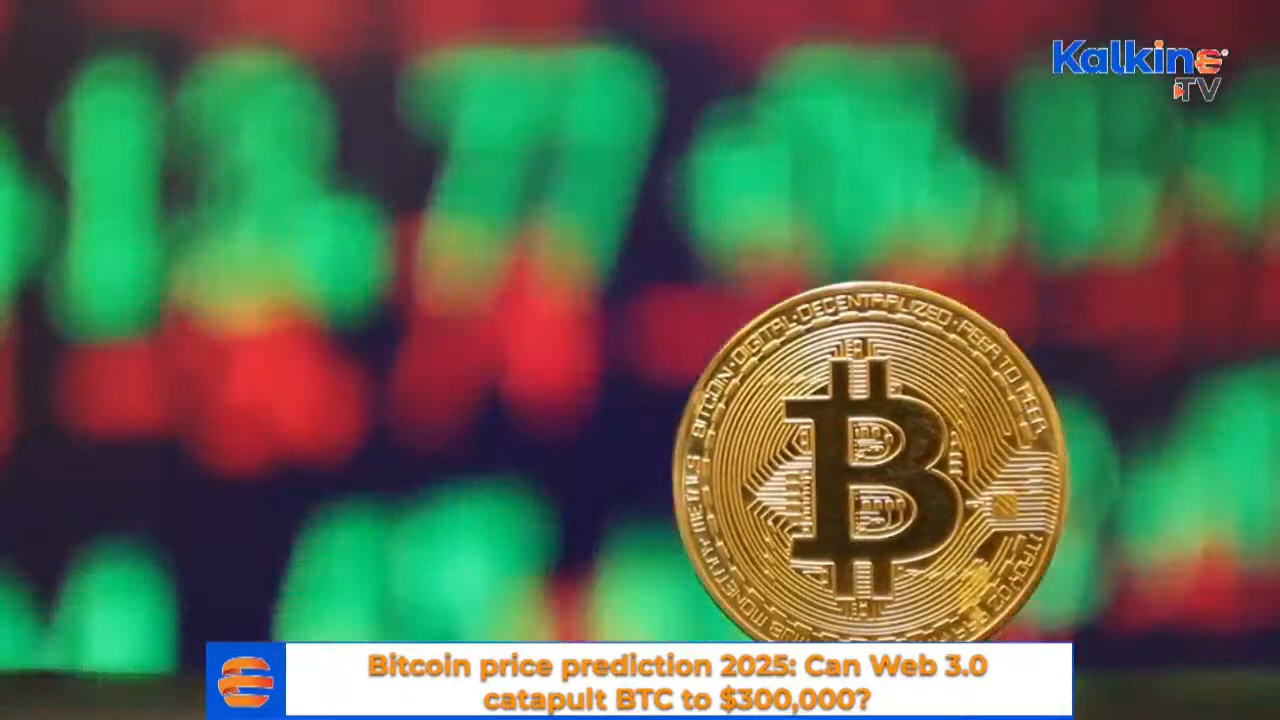 Kalkine
TV
BITCOIN · DIGITAL · DECENTRALIZED · PEER TO PEER
Bitcoin price prediction 2025: Can Web 3.0
catapult BTC to $300,000?